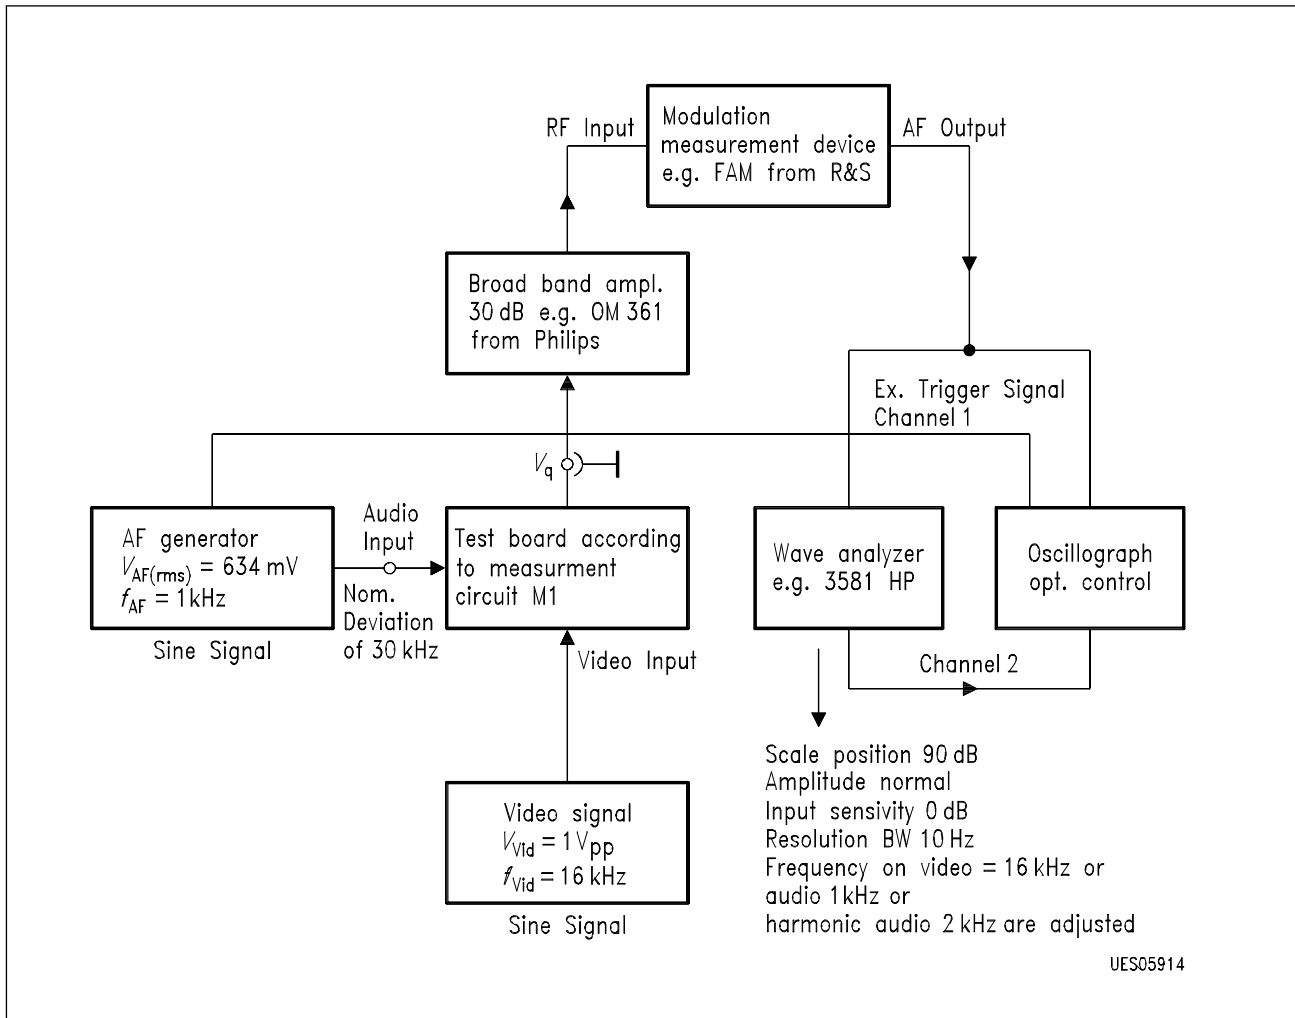 Modulation
measurement device
e.g. FAM from R&S
RF Input
AF Output
Broad band ampl.
30 dB e.g. OM 361
from Philips
Ex. Trigger Signal
Channel 1
Vq
AF generator
VAF(rms) = 634 mV
fAF = 1 kHz
Sine Signal
Audio
Input
Nom.
Deviation
of 30 kHz
Test board according
to measurment
circuit M1
Video Input
Wave analyzer
e.g. 3581 HP
Oscillograph
opt. control
Channel 2
Video signal
VVid = 1 Vpp
fVid = 16 kHz
Sine Signal
Scale position 90 dB
Amplitude normal
Input sensivity 0 dB
Resolution BW 10 Hz
Frequency on video = 16 kHz or
audio 1 kHz or
harmonic audio 2 kHz are adjusted
UES05914